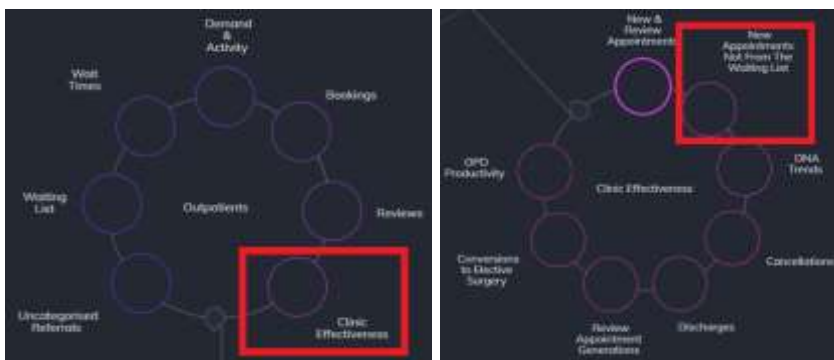 Demand
&
Activity
Wait
Times
Bookings
Waiting
List
Outpatients
Reviews
Uncategorised
Referrals
Clinic
Effectiveness
New &
Review
Appointments
New
Appointments
Not From The
Waiting List
OPD
Productivity
Clinic Effectiveness
DNA
Trends
Conversions
to Elective
Surgery
Cancellations
Review
Appointment
Generations
Discharges